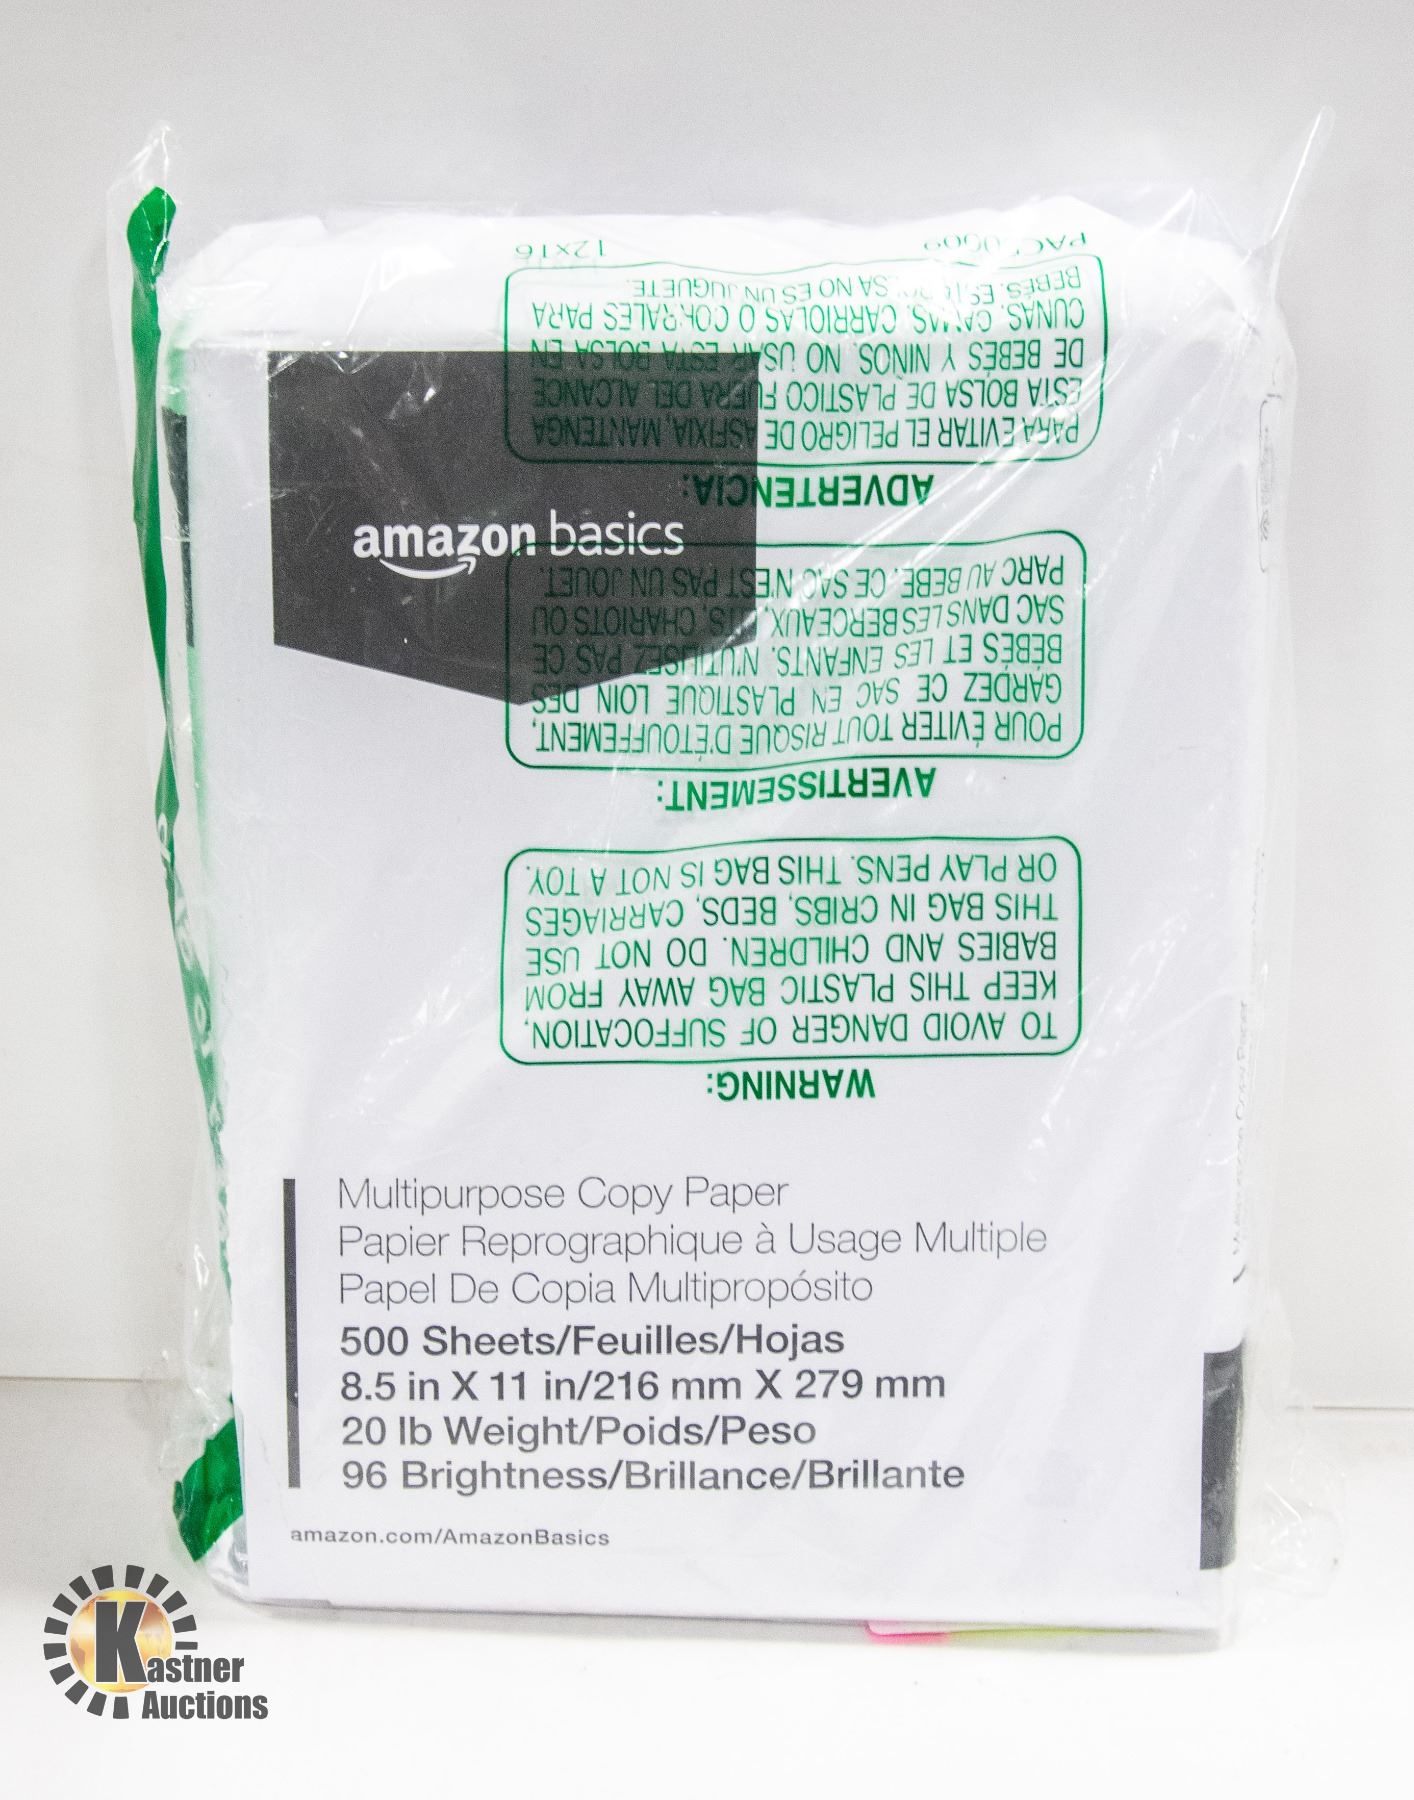 12x16
BEBÉS. ESTA BOLSA NO ES UN JUGUETE.
CUNAS, CAMAS, CARRIOLAS O CORRALES PARA
DE BEBÉS Y NIÑOS, NO USAR ESTA BOLSA EN
ESTA BOLSA DE PLASTICO FUERA DEL ALCANCE
PARA EVITAR EL PELIGRO DE ASFIXIA, MANTENGA
ADVERTENCIA:
amazon basics
PARC AU BEBE. CE SAC N'EST PAS UN JOUET.
SAC DANS LES BERCEAUX, LITS, CHARIOTS OU
BÉBÉS ET LES ENFANTS. N'UTILISEZ PAS CE
GARDEZ CE SAC EN PLASTIQUE LOIN DES
POUR ÉVITER TOUT RISQUE D'ÉTOUFFEMENT,
AVERTISSEMENT:
OR PLAY PENS. THIS BAG IS NOT A TOY.
THIS BAG IN CRIBS, BEDS, CARRIAGES
BABIES AND CHILDREN. DO NOT USE
KEEP THIS PLASTIC BAG AWAY FROM
TO AVOID DANGER OF SUFFOCATION,
WARNING:
Multipurpose Copy Paper
Papier Reprographique à Usage Multiple
Papel De Copia Multipropósito
500 Sheets/Feuilles/Hojas
8.5 in X 11 in/216 mm X 279 mm
20 lb Weight/Poids/Peso
96 Brightness/Brillance/Brillante
amazon.com/AmazonBasics
Kastner
Auctions